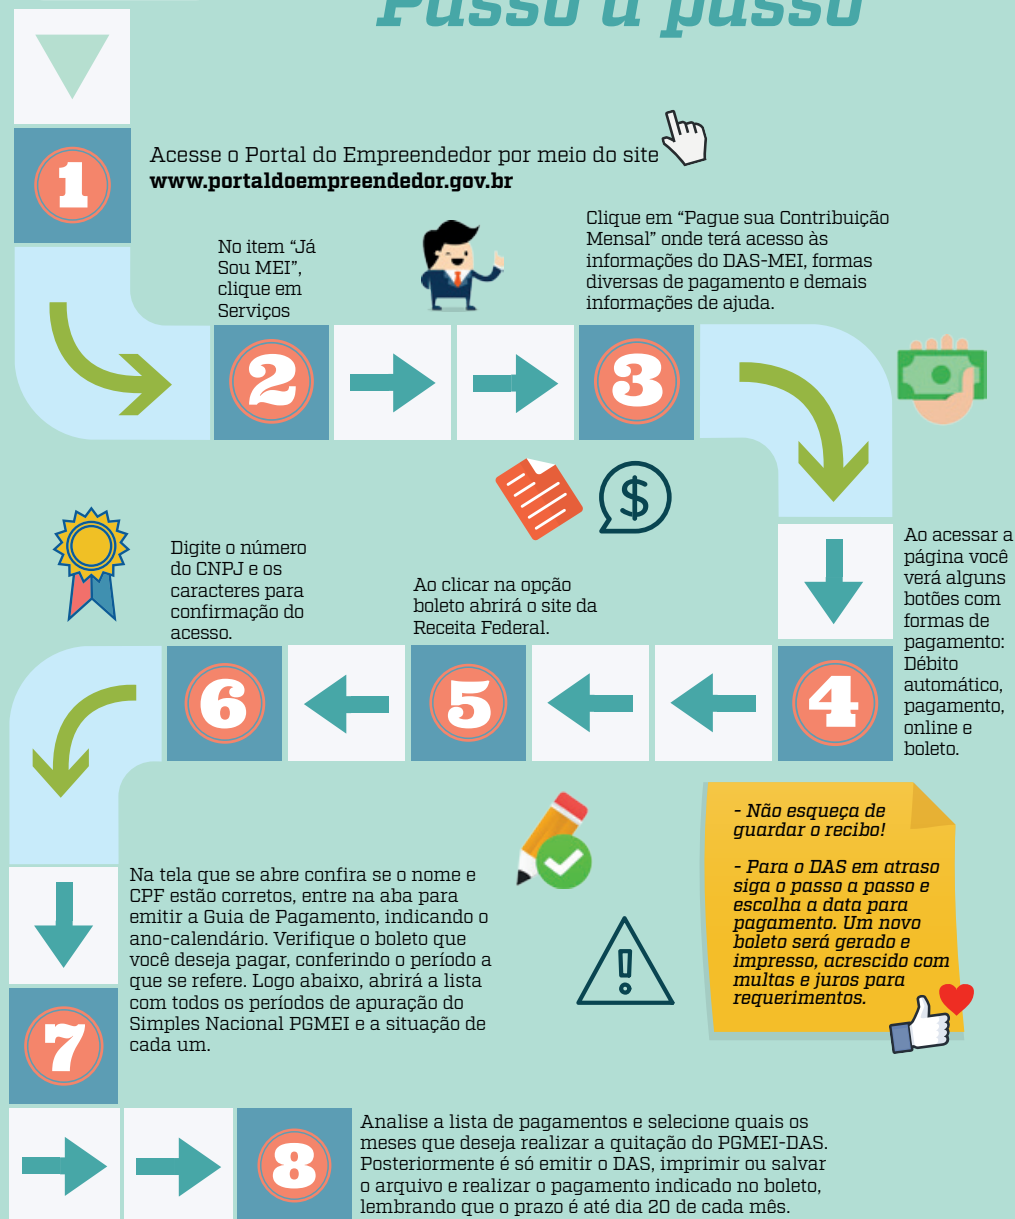 Passo a passo
1
Acesse o Portal do Empreendedor por meio do site
www.portaldoempreendedor.gov.br
No item “Já
Sou MEI”,
clique em
Serviços
2
Clique em “Pague sua Contribuição
Mensal” onde terá acesso às
informações do DAS-MEI, formas
diversas de pagamento e demais
informações de ajuda.
3
$
Ao acessar a
página você
verá alguns
botões com
formas de
pagamento:
Débito
automático,
pagamento,
online e
boleto.
4
Ao clicar na opção
boleto abrirá o site da
Receita Federal.
5
Digite o número
do CNPJ e os
caracteres para
confirmação do
acesso.
6
- Não esqueça de
guardar o recibo!
- Para o DAS em atraso
siga o passo a passo e
escolha a data para
pagamento. Um novo
boleto será gerado e
impresso, acrescido com
multas e juros para
requerimentos.
!
Na tela que se abre confira se o nome e
CPF estão corretos, entre na aba para
emitir a Guia de Pagamento, indicando o
ano-calendário. Verifique o boleto que
você deseja pagar, conferindo o período a
que se refere. Logo abaixo, abrirá a lista
com todos os períodos de apuração do
Simples Nacional PGMEI e a situação de
cada um.
7
8
Analise a lista de pagamentos e selecione quais os
meses que deseja realizar a quitação do PGMEI-DAS.
Posteriormente é só emitir o DAS, imprimir ou salvar
o arquivo e realizar o pagamento indicado no boleto,
lembrando que o prazo é até dia 20 de cada mês.